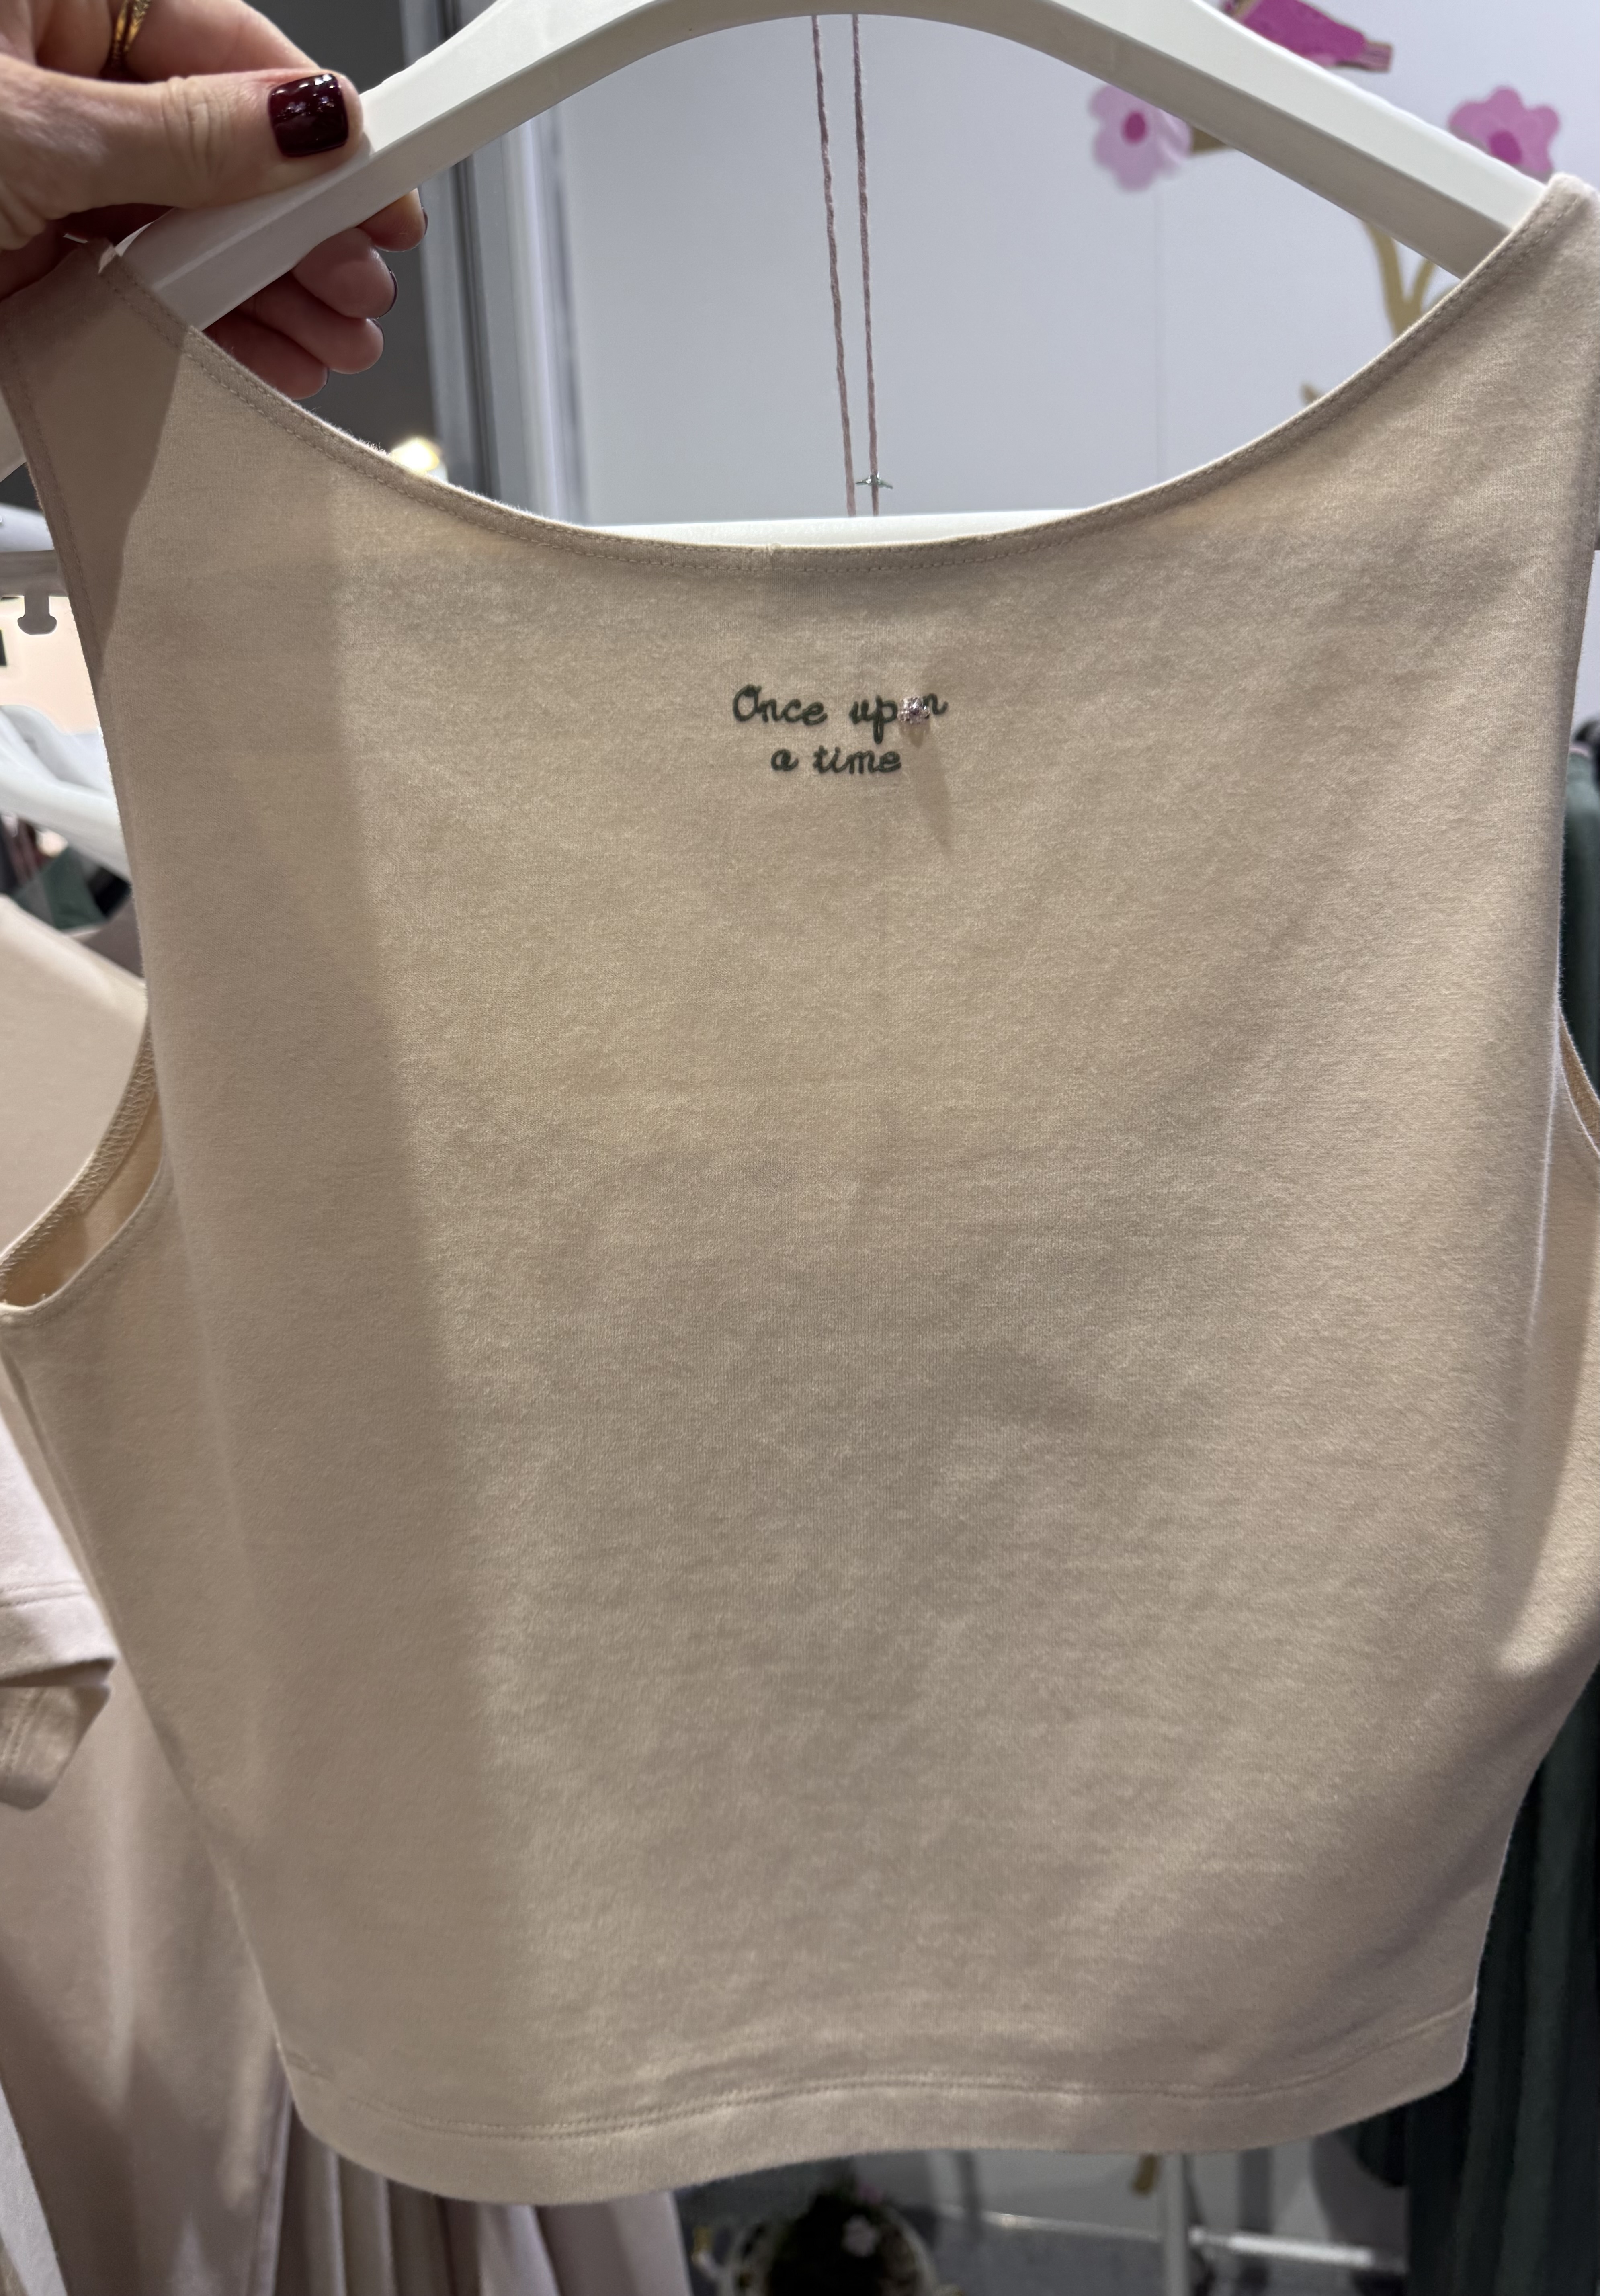 Once upon
a time